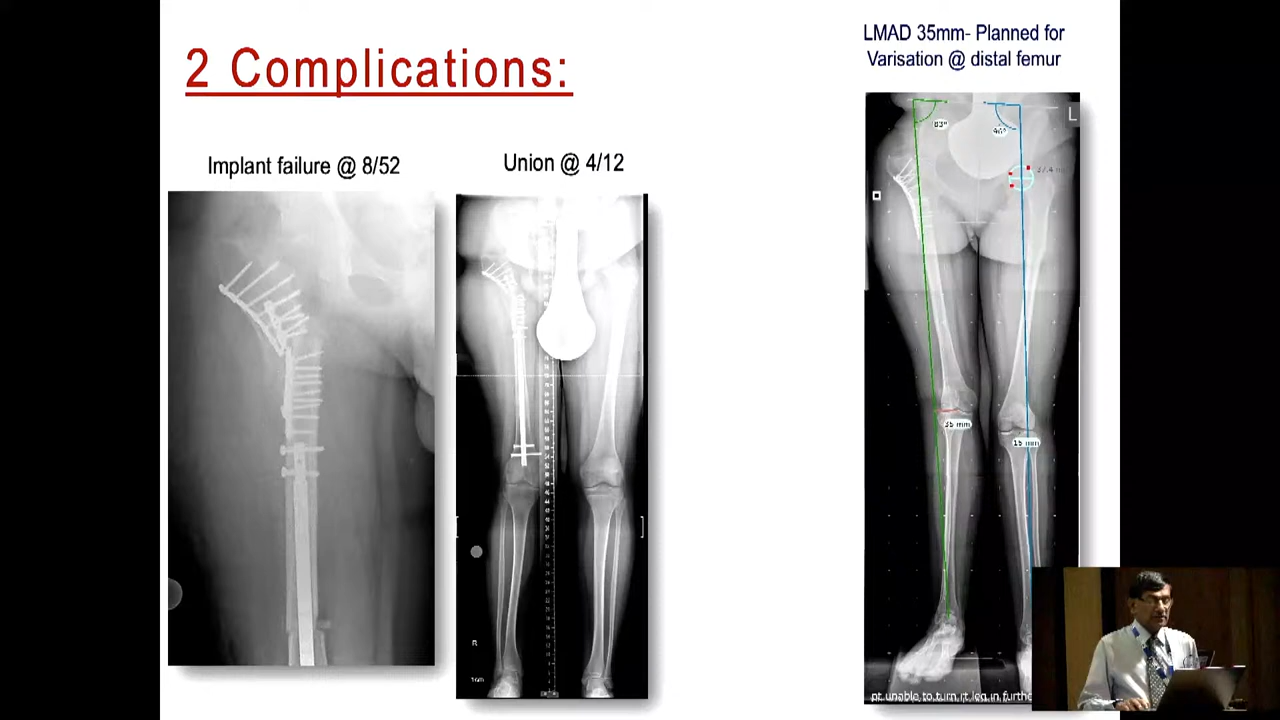 2 Complications:
LMAD 35mm- Planned for
Varisation @ distal femur
Implant failure @ 8/52
Union @ 4/12
L
83°
35 mm
15 mm
R
pt unable to turn rt leg in furthe